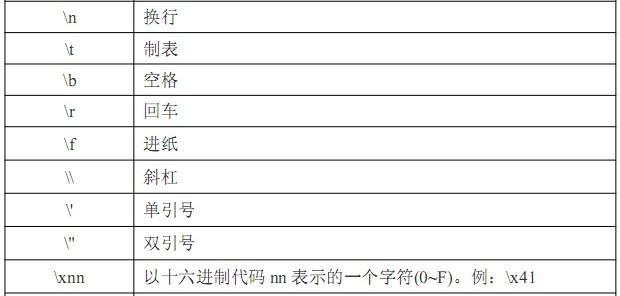 \n 换行
\t 制表
\b 空格
\r 回车
\f 进纸
\\ 斜杠
\' 单引号
\" 双引号
\xnn 以十六进制代码 nn 表示的一个字符(0~F)。例：\x41